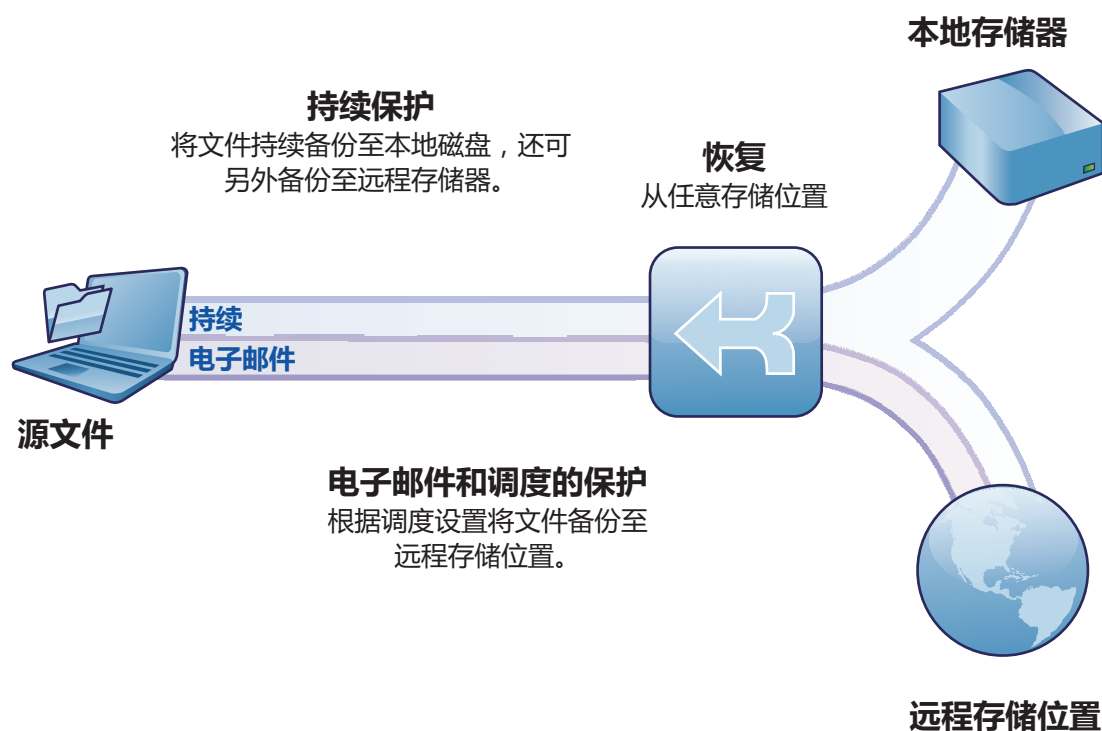 本地存储器
持续保护
将文件持续备份至本地磁盘，还可
另外备份至远程存储器。
恢复
从任意存储位置
持续
电子邮件
源文件
电子邮件和调度的保护
根据调度设置将文件备份至
远程存储位置。
远程存储位置